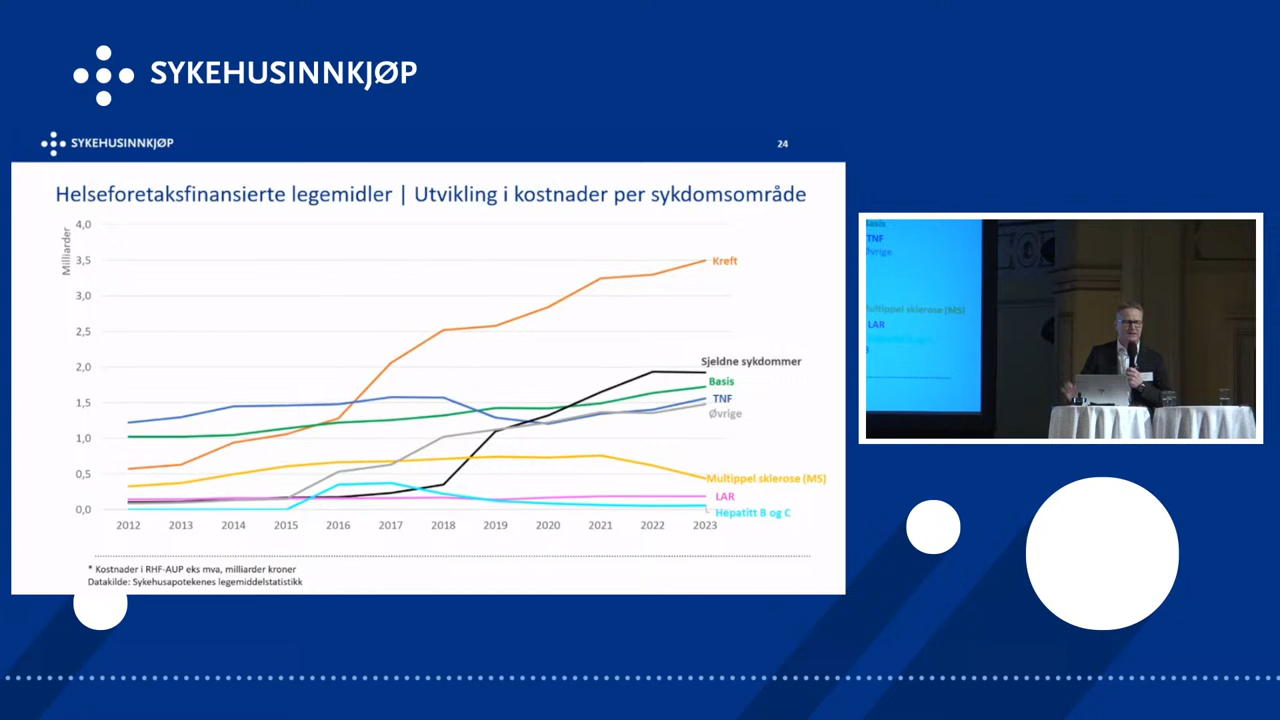 SYKEHUSINNKJØP
SYKEHUSINNKJØP
24
Helseforetaksfinansierte legemidler | Utvikling i kostnader per sykdomsområde
Milliarder
4,0
3,5
3,0
2,5
2,0
1,5
1,0
0,5
0,0
2012 2013 2014 2015 2016 2017 2018 2019 2020 2021 2022 2023
Kreft
Sjeldne sykdommer
Basis
TNF
Øvrige
Multippel sklerose (MS)
LAR
Hepatitt B og C
* Kostnader i RHF-AUP eks mva, milliarder kroner
Datakilde: Sykehusapotekenes legemiddelstatistikk
Basis
TNF
Øvrige
Multippel sklerose (MS)
LAR